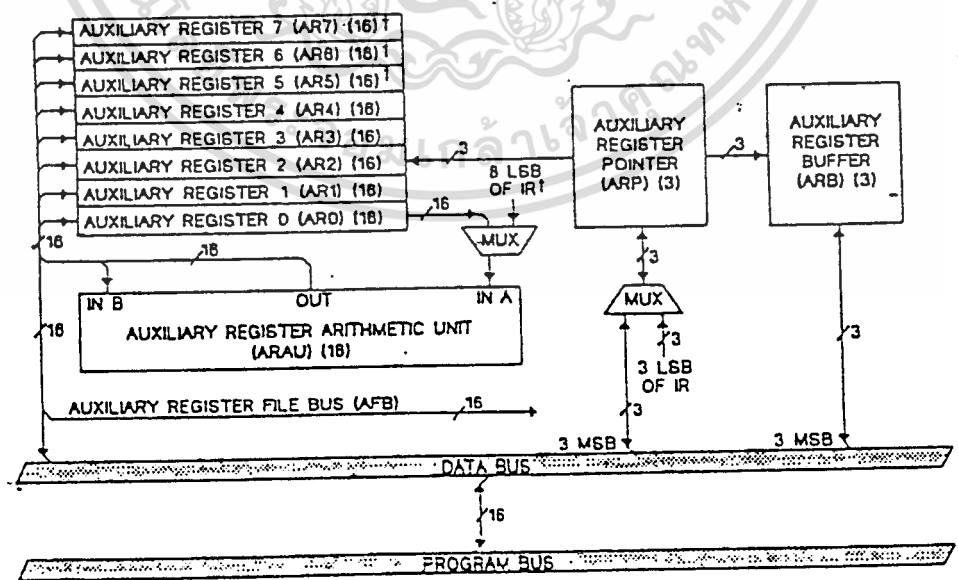 AUXILIARY REGISTER 7 (AR7) (16)†
AUXILIARY REGISTER 6 (AR6) (16)†
AUXILIARY REGISTER 5 (AR5) (16)†
AUXILIARY REGISTER 4 (AR4) (16)
AUXILIARY REGISTER 3 (AR3) (16)
AUXILIARY REGISTER 2 (AR2) (16)
AUXILIARY REGISTER 1 (AR1) (16)
AUXILIARY REGISTER 0 (AR0) (16)
3
8 LSB
OF IR†
16
MUX
AUXILIARY
REGISTER
POINTER
(ARP) (3)
3
AUXILIARY
REGISTER
BUFFER
(ARB) (3)
16
16
3
MUX
IN B
OUT
IN A
AUXILIARY REGISTER ARITHMETIC UNIT
(ARAU) (16)
16
3
3 LSB
OF IR
3
3
AUXILIARY REGISTER FILE BUS (AFB)
16
3 MSB
3 MSB
DATA BUS
16
PROGRAM BUS